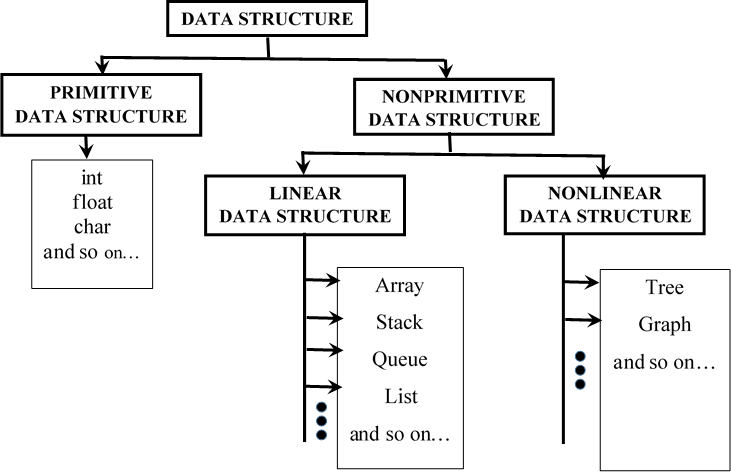 DATA STRUCTURE
PRIMITIVE
DATA STRUCTURE
NONPRIMITIVE
DATA STRUCTURE
int
float
char
and so on…
LINEAR
DATA STRUCTURE
NONLINEAR
DATA STRUCTURE
Array
Stack
Queue
List
and so on…
Tree
Graph
and so on…